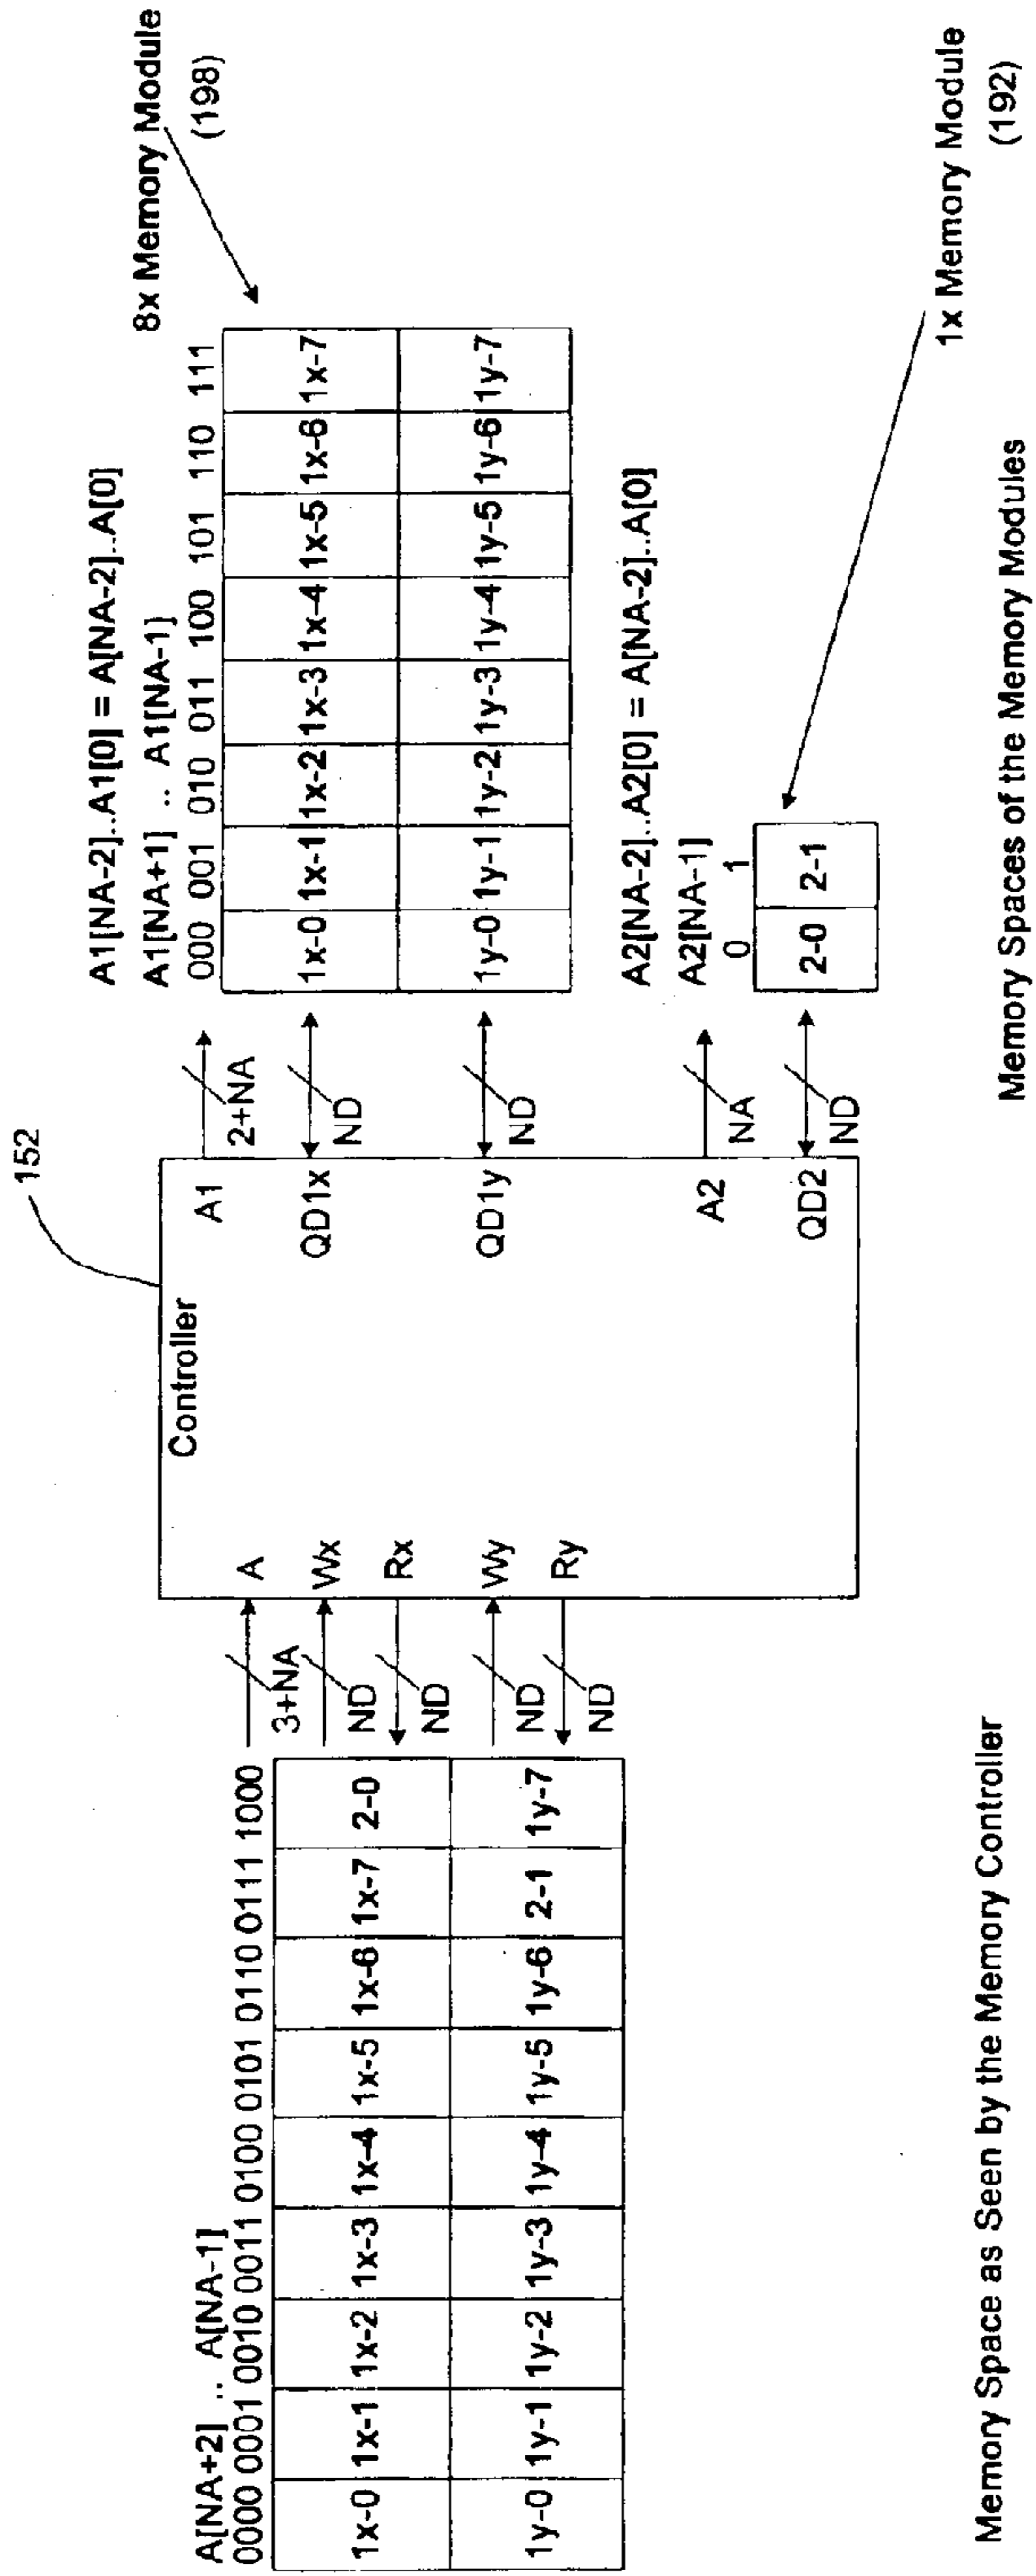 152
A[NA+2] .. A[NA-1]
0000 0001 0010 0011 0100 0101 0110 0111 1000
1x-0 1x-1 1x-2 1x-3 1x-4 1x-5 1x-6 1x-7 2-0
1y-0 1y-1 1y-2 1y-3 1y-4 1y-5 1y-6 2-1 1y-7
3+NA
ND
ND
ND
ND
Controller
A
Wx
Rx
Wy
Ry
A1
QD1x
QD1y
A2
QD2
2+NA
ND
ND
NA
ND
A1[NA-2]..A1[0] = A[NA-2]..A[0]
A1[NA+1] .. A1[NA-1]
000 001 010 011 100 101 110 111
1x-0 1x-1 1x-2 1x-3 1x-4 1x-5 1x-6 1x-7
1y-0 1y-1 1y-2 1y-3 1y-4 1y-5 1y-6 1y-7
8x Memory Module
(198)
A2[NA-2]..A2[0] = A[NA-2]..A[0]
A2[NA-1]
0 1
2-0 2-1
1x Memory Module
(192)
Memory Space as Seen by the Memory Controller
Memory Spaces of the Memory Modules